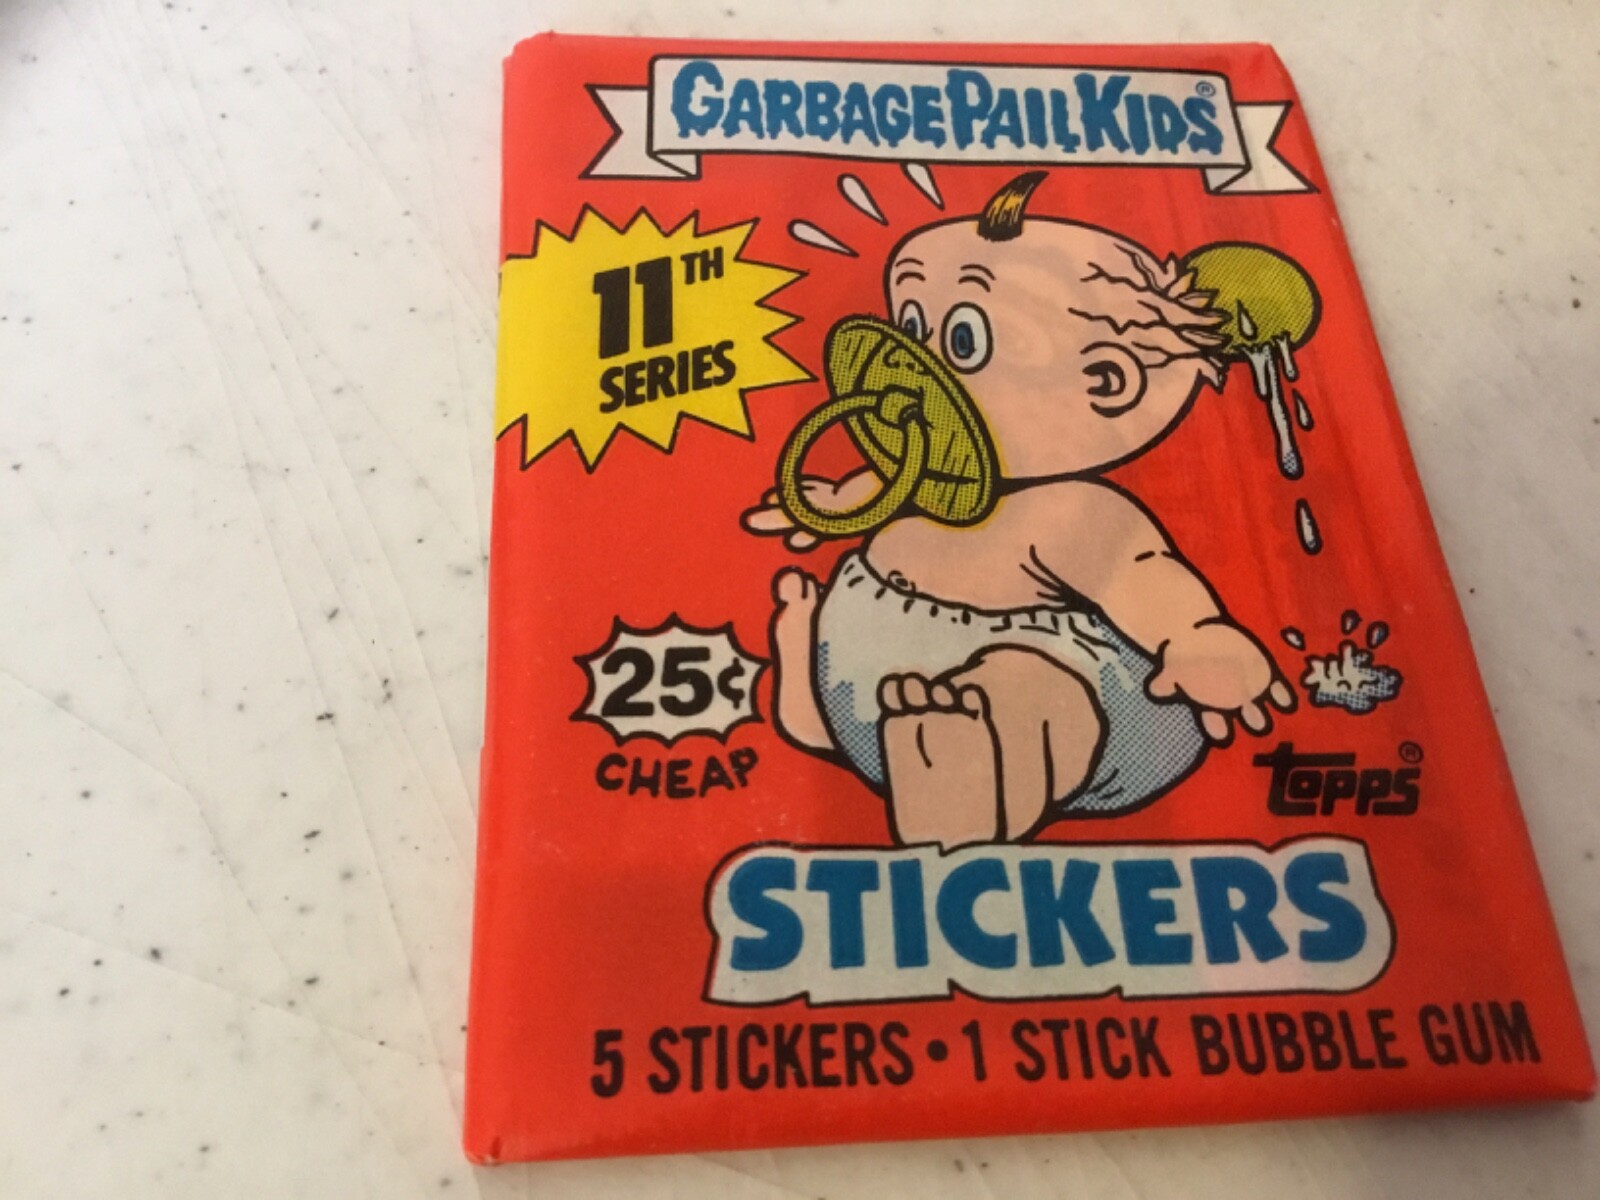 GARBAGE PAIL KIDS®
11TH
SERIES
25¢
CHEAP
topps®
STICKERS
5 STICKERS • 1 STICK BUBBLE GUM